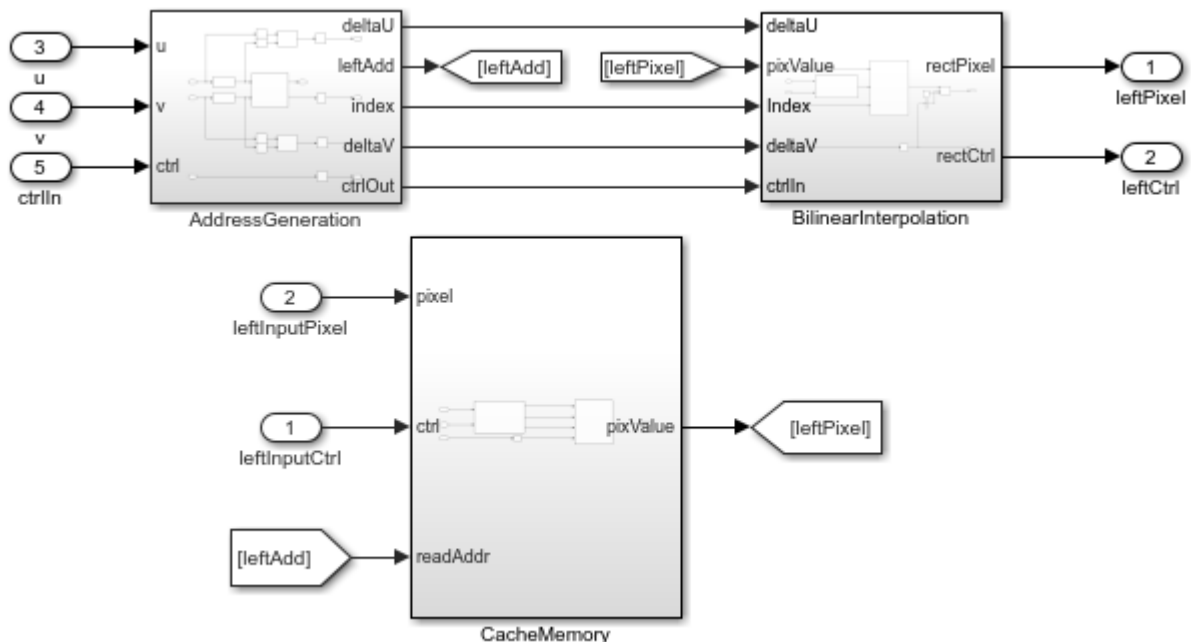 3
u
4
v
5
ctrlIn
u
v
ctrl
deltaU
leftAdd
index
deltaV
ctrlOut
AddressGeneration
[leftAdd]
[leftPixel]
deltaU
pixValue
Index
deltaV
ctrlIn
rectPixel
rectCtrl
BilinearInterpolation
1
leftPixel
2
leftCtrl
2
leftInputPixel
1
leftInputCtrl
[leftAdd]
pixel
ctrl
readAddr
pixValue
CacheMemory
[leftPixel]